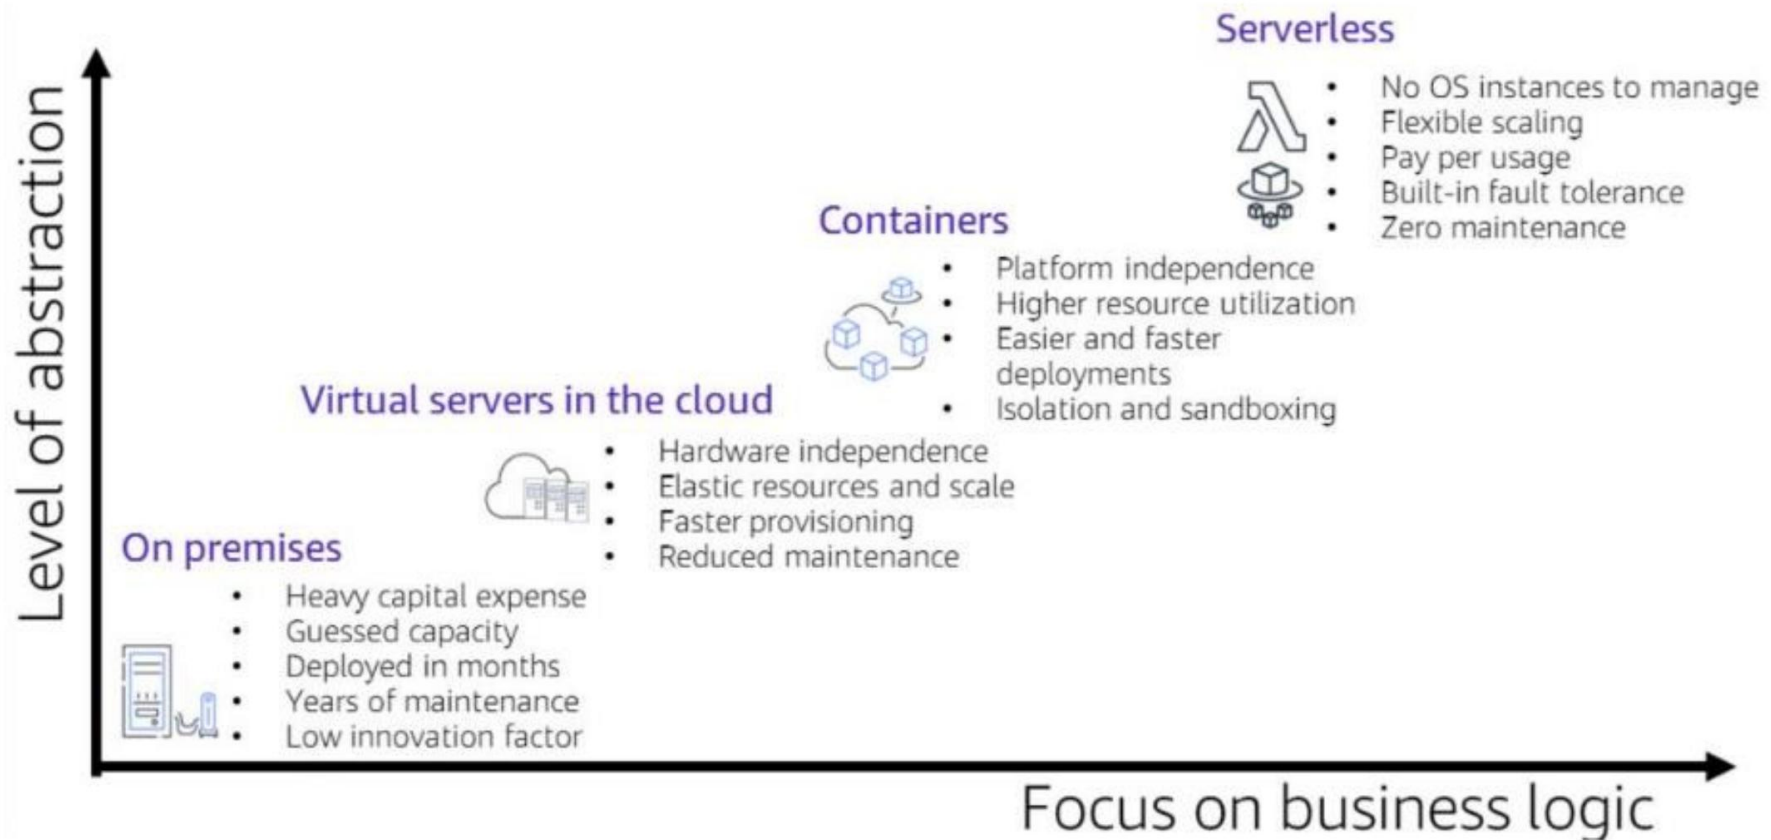 Serverless
• No OS instances to manage
• Flexible scaling
• Pay per usage
• Built-in fault tolerance
• Zero maintenance
Containers
• Platform independence
• Higher resource utilization
• Easier and faster
deployments
• Isolation and sandboxing
Virtual servers in the cloud
• Hardware independence
• Elastic resources and scale
• Faster provisioning
• Reduced maintenance
On premises
• Heavy capital expense
• Guessed capacity
• Deployed in months
• Years of maintenance
• Low innovation factor
Level of abstraction
Focus on business logic